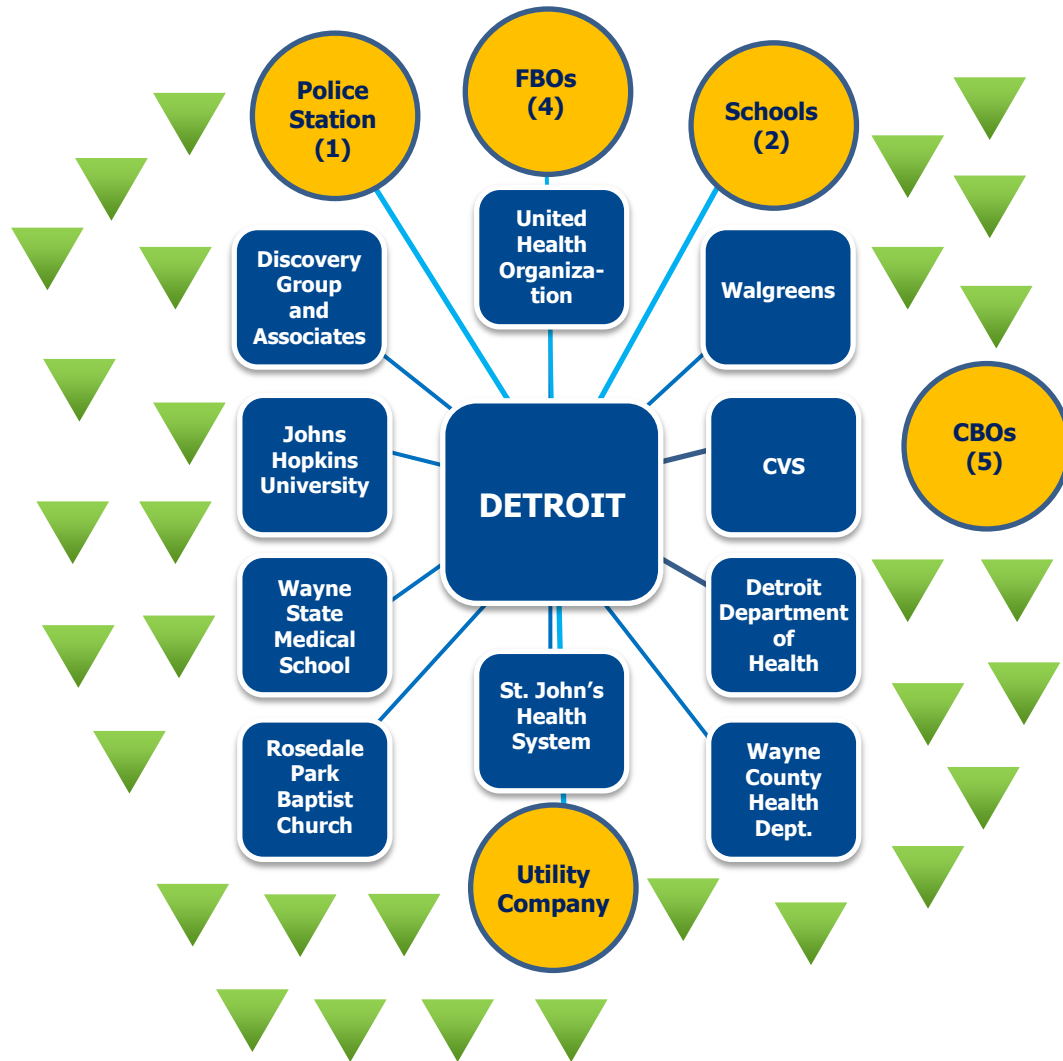 Police
Station
(1)
FBOs
(4)
Schools
(2)
Discovery
Group
and
Associates
United
Health
Organiza-
tion
Walgreens
Johns
Hopkins
University
DETROIT
CVS
CBOs
(5)
Wayne
State
Medical
School
Detroit
Department
of
Health
Rosedale
Park
Baptist
Church
St. John’s
Health
System
Wayne
County
Health
Dept.
Utility
Company